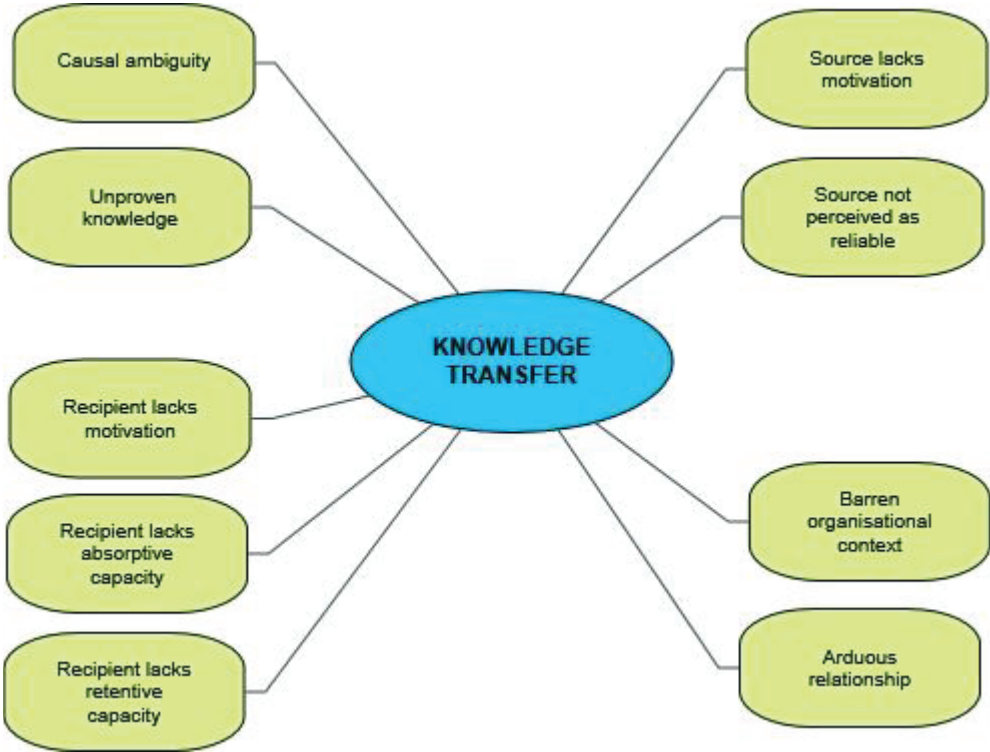 Causal ambiguity
Unproven
knowledge
Recipient lacks
motivation
Recipient lacks
absorptive
capacity
Recipient lacks
retentive
capacity
KNOWLEDGE
TRANSFER
Source lacks
motivation
Source not
perceived as
reliable
Barren
organisational
context
Arduous
relationship